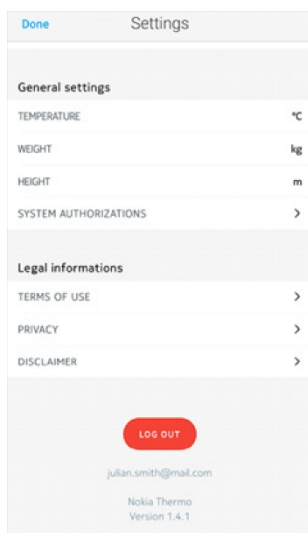 Done Settings
General settings
TEMPERATURE °C
WEIGHT kg
HEIGHT m
SYSTEM AUTHORIZATIONS >
Legal informations
TERMS OF USE >
PRIVACY >
DISCLAIMER >
LOG OUT
julian.smith@mail.com
Nokia Thermo
Version 1.4.1